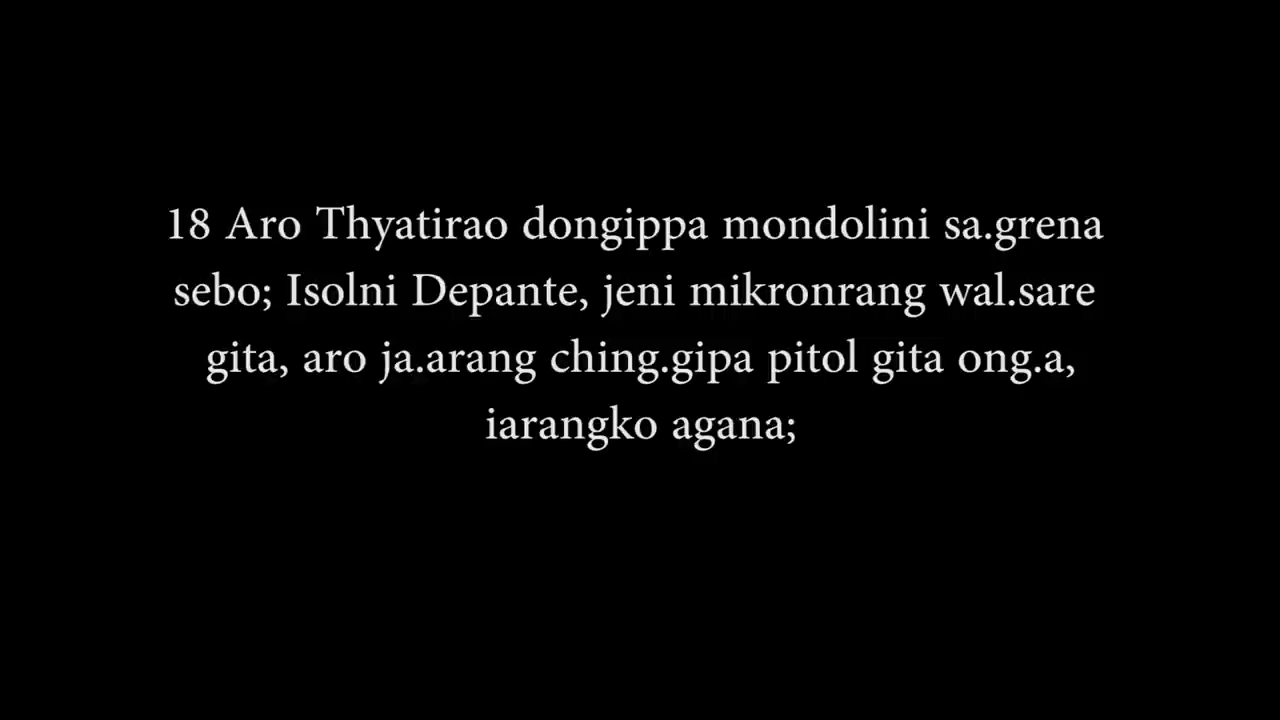 18 Aro Thyatirao dongippa mondolini sa.grena
sebo; Isolni Depante, jeni mikronrang wal.sare
gita, aro ja.arang ching.gipa pitol gita ong.a,
iarangko agana;